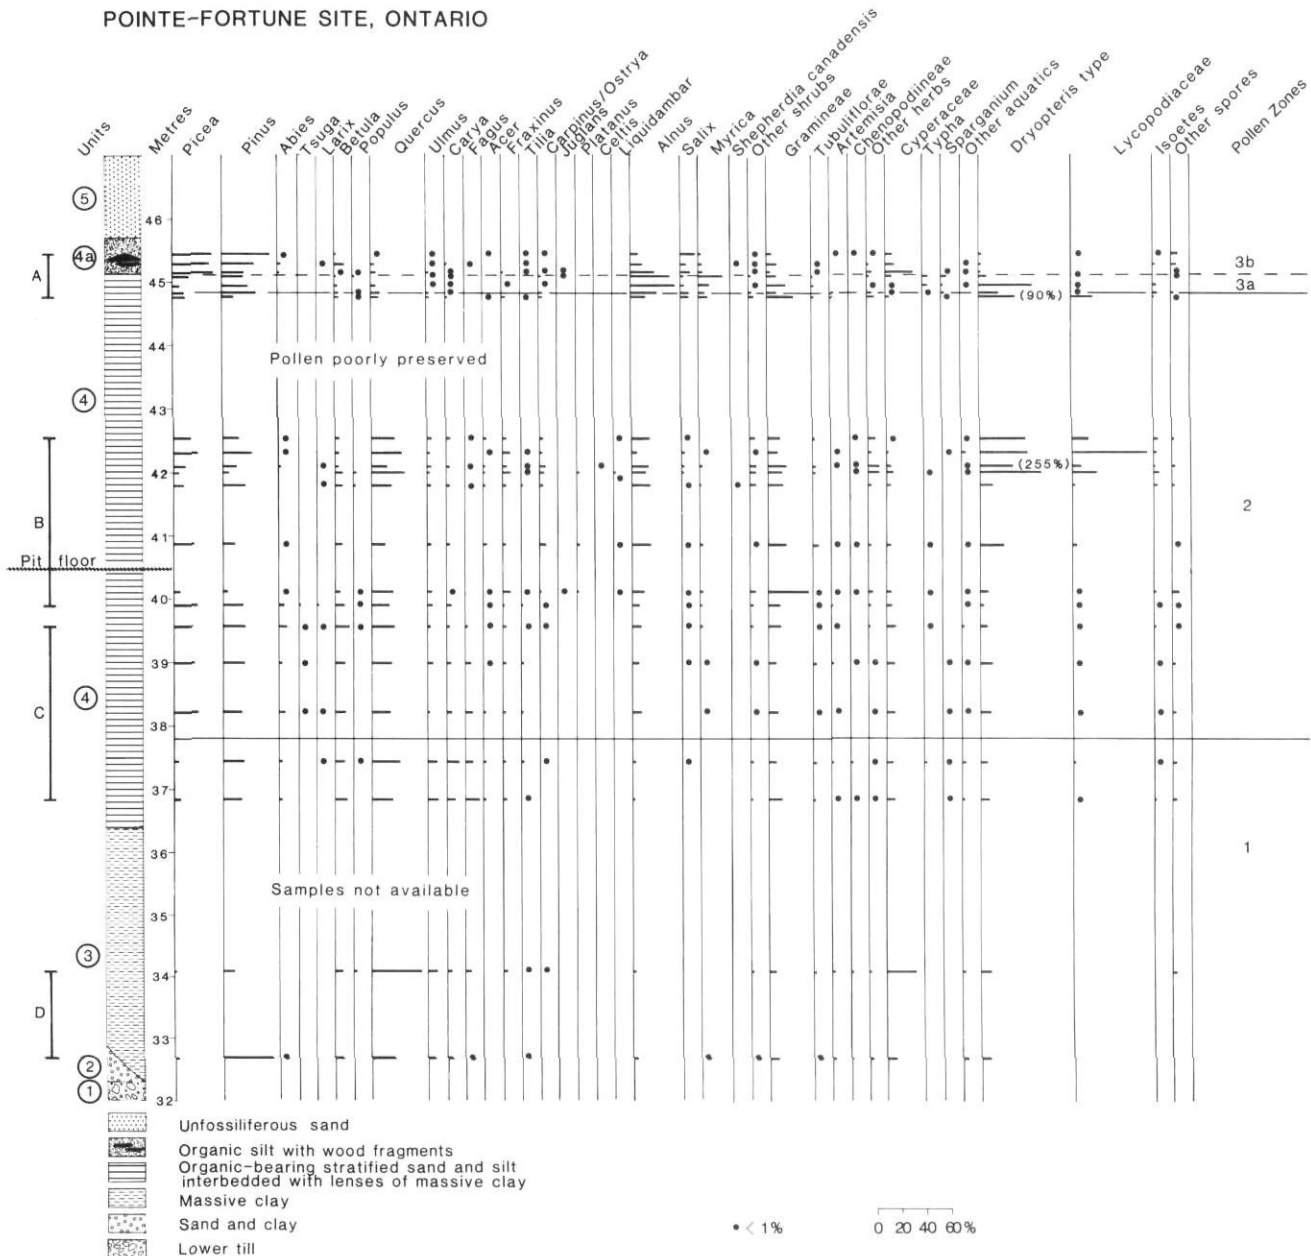 POINTE-FORTUNE SITE, ONTARIO
Units
Metres
Picea
Pinus
Abies
Tsuga
Larix
Betula
Populus
Quercus
Ulmus
Carya
Fagus
Acer
Fraxinus
Tilia
Carpinus/Ostrya
Juglans
Platanus
Celtis
Liquidambar
Alnus
Salix
Myrica
Shepherdia canadensis
Other shrubs
Gramineae
Tubuliflorae
Artemisia
Chenopodiineae
Other herbs
Cyperaceae
Typha
Sparganium
Other aquatics
Dryopteris type
Lycopodiaceae
Isoetes
Other spores
Pollen Zones
5
46
4a
A
3b
45
3a
(90%)
44
Pollen poorly preserved
4
43
42
(255%)
2
B
41
Pit floor
40
39
4
C
38
37
36
1
Samples not available
35
3
34
D
33
2
1
32
Unfossiliferous sand
Organic silt with wood fragments
Organic-bearing stratified sand and silt
interbedded with lenses of massive clay
Massive clay
Sand and clay
Lower till
• < 1%
0 20 40 60%